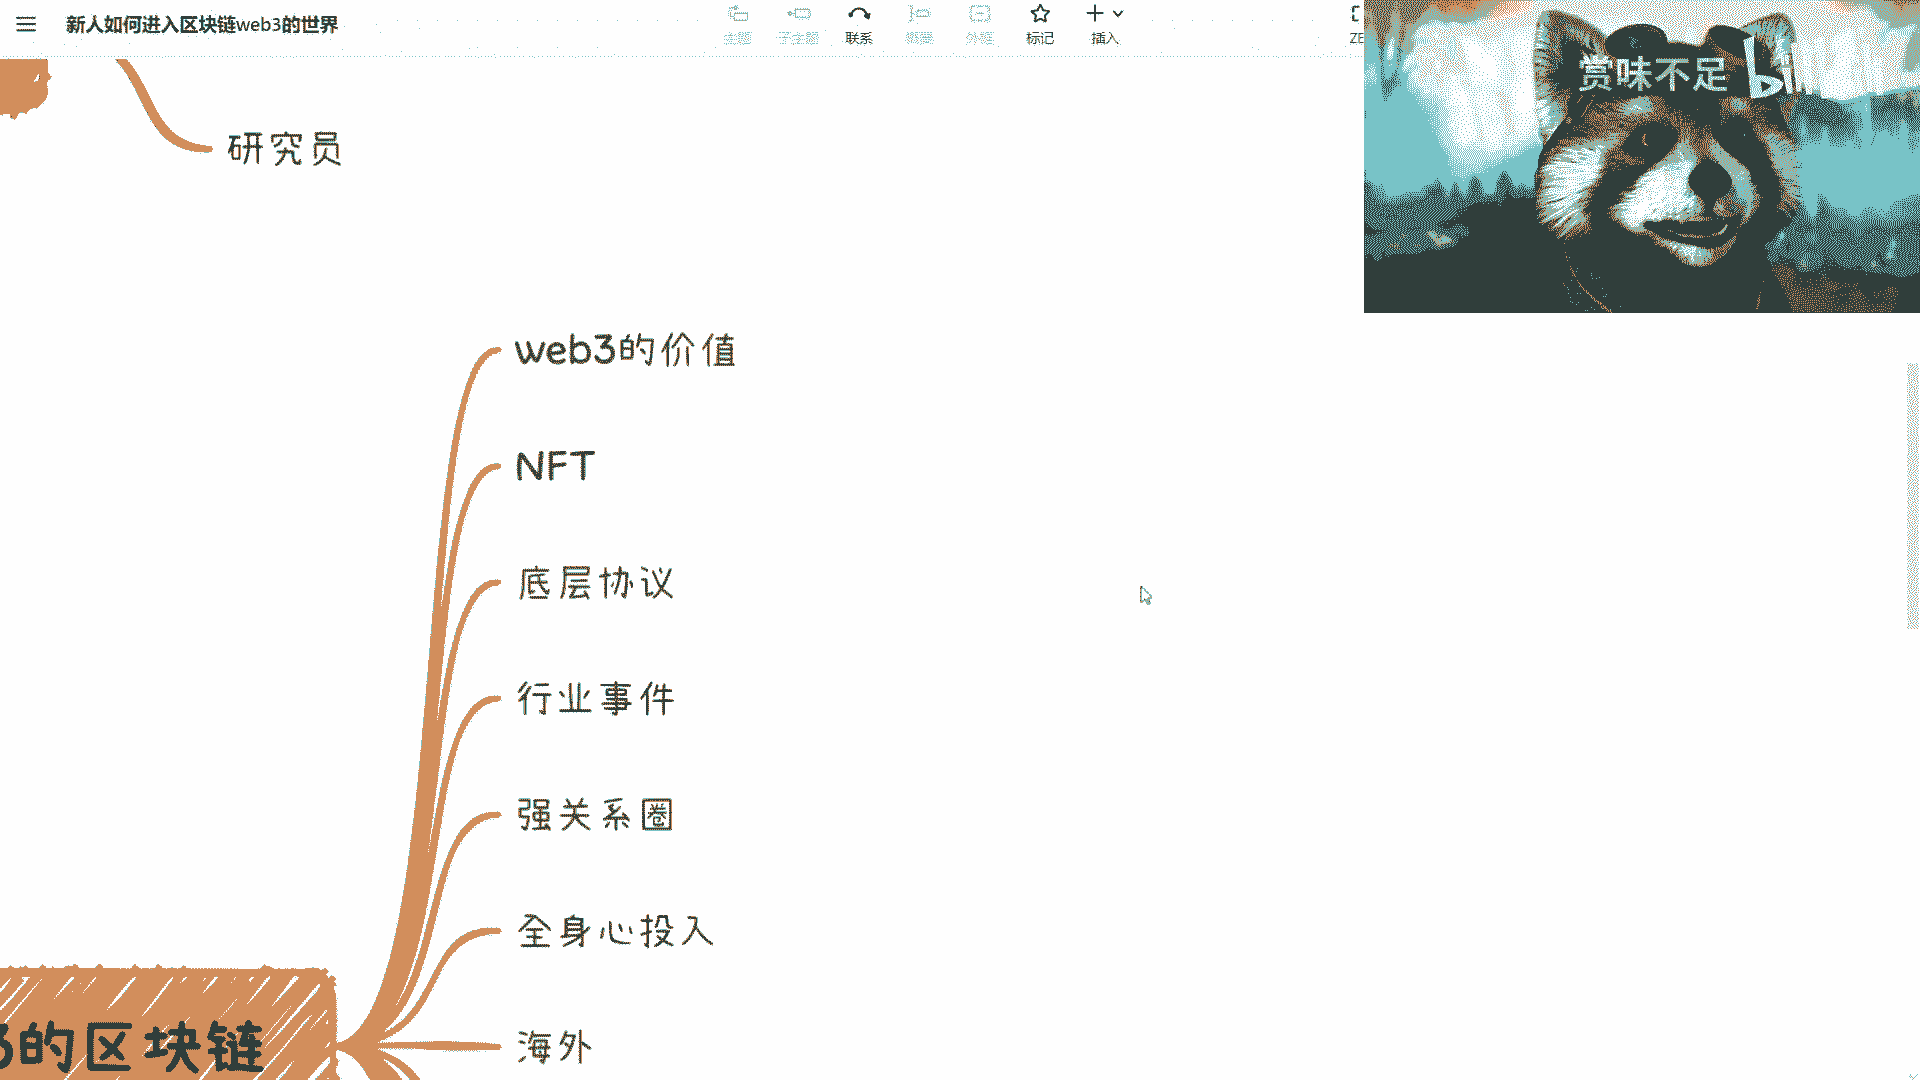 新人如何进入区块链web3的世界
主题
子主题
联系
概要
外框
标记
插入
ZE
赏味不足 bili
研究员
web3的价值
NFT
底层协议
行业事件
强关系圈
全身心投入
海外
3的区块链